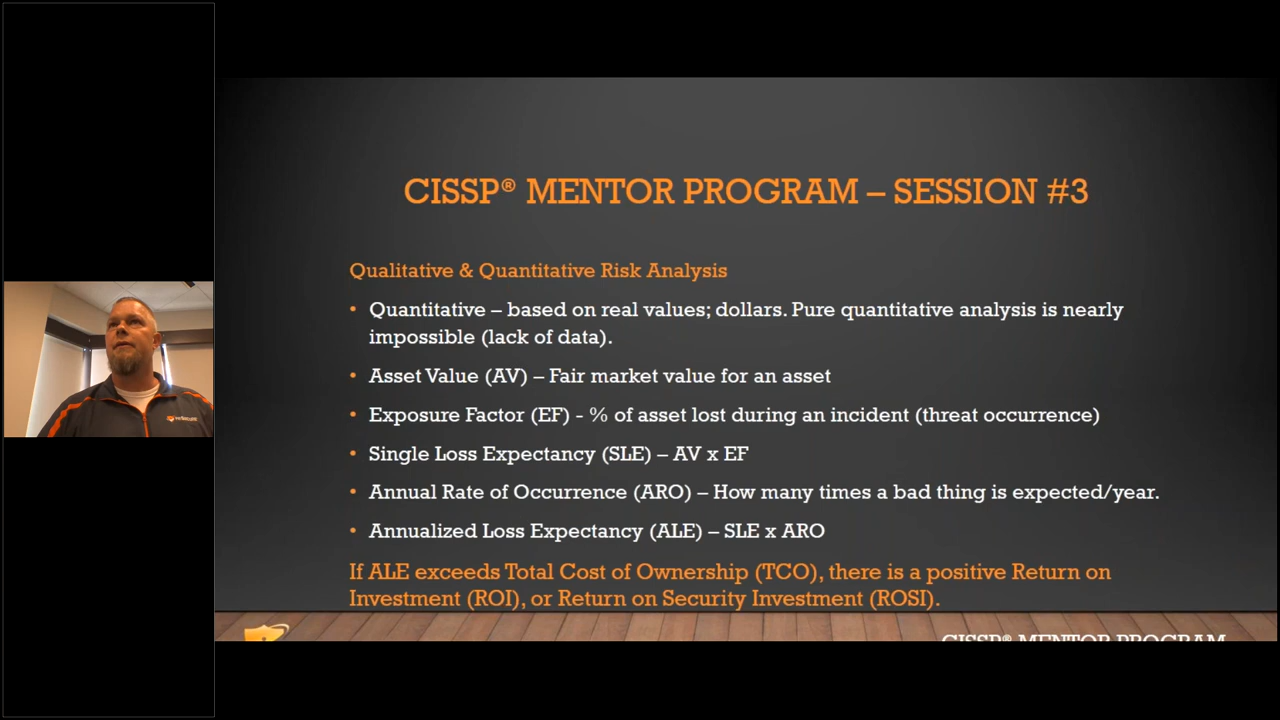 CISSP® MENTOR PROGRAM – SESSION #3
Qualitative & Quantitative Risk Analysis
• Quantitative – based on real values; dollars. Pure quantitative analysis is nearly
impossible (lack of data).
• Asset Value (AV) – Fair market value for an asset
• Exposure Factor (EF) - % of asset lost during an incident (threat occurrence)
• Single Loss Expectancy (SLE) – AV x EF
• Annual Rate of Occurrence (ARO) – How many times a bad thing is expected/year.
• Annualized Loss Expectancy (ALE) – SLE x ARO
If ALE exceeds Total Cost of Ownership (TCO), there is a positive Return on
Investment (ROI), or Return on Security Investment (ROSI).
CISSP® MENTOR PROGRAM